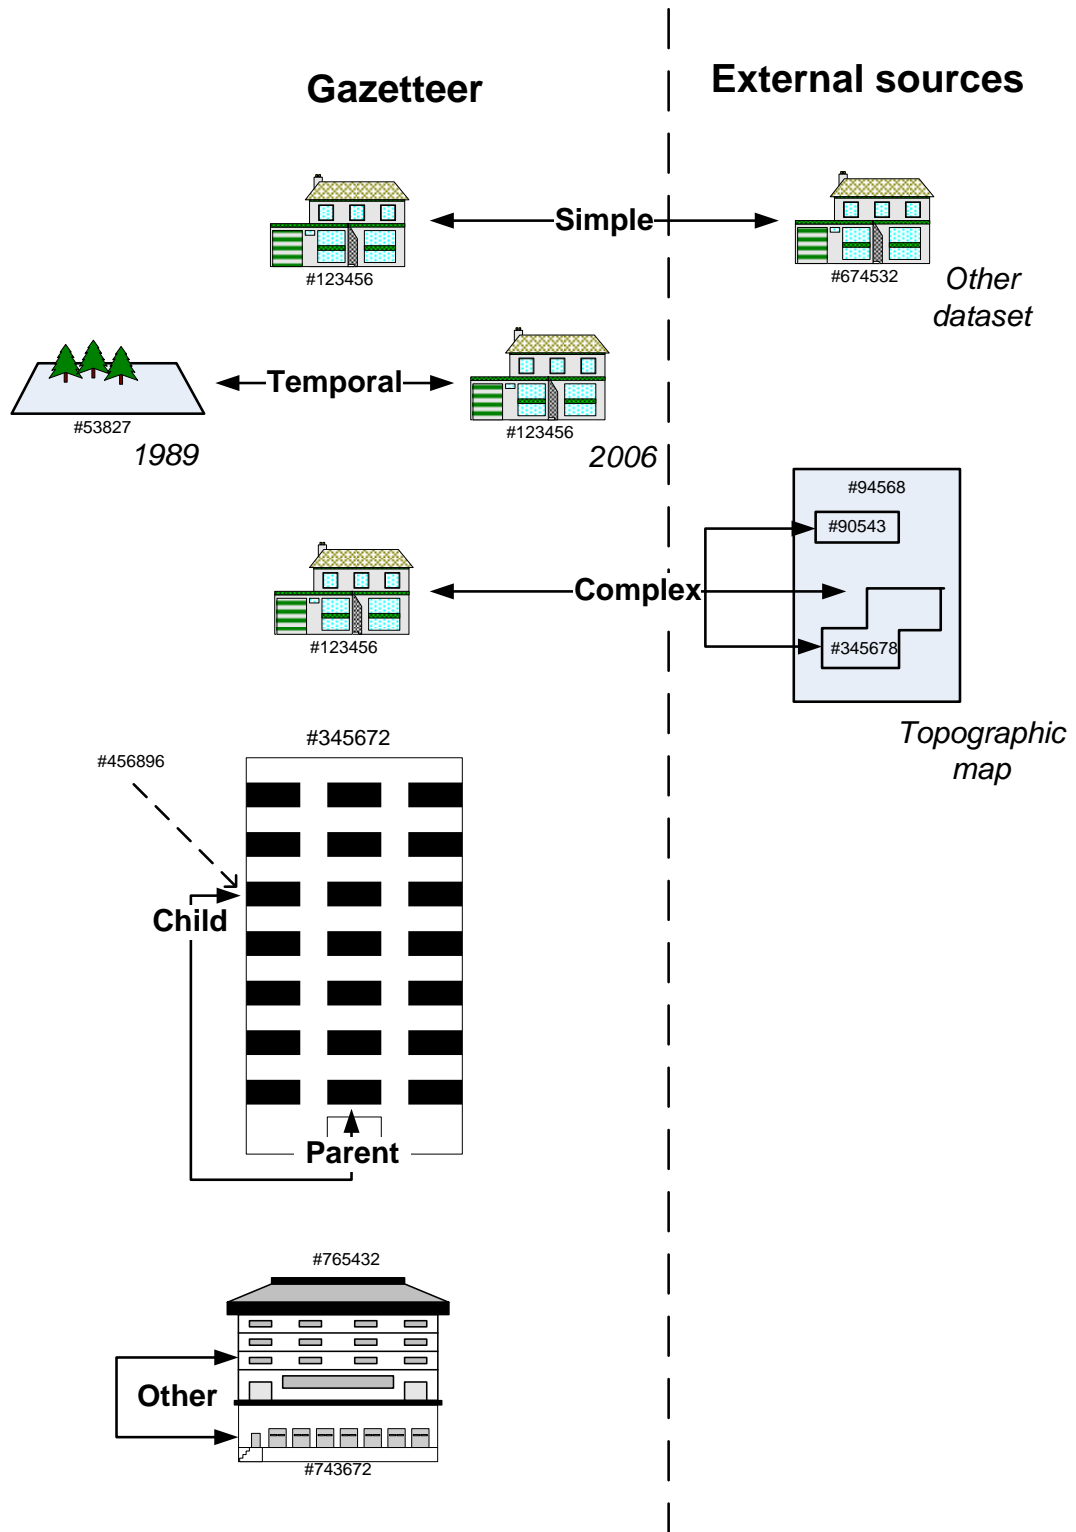 Gazetteer
External sources
Simple
#123456
#674532
Other
dataset
Temporal
#53827
1989
#123456
2006
#94568
#90543
Complex
#123456
#345678
Topographic
map
#345672
#456896
Child
Parent
#765432
Other
#743672